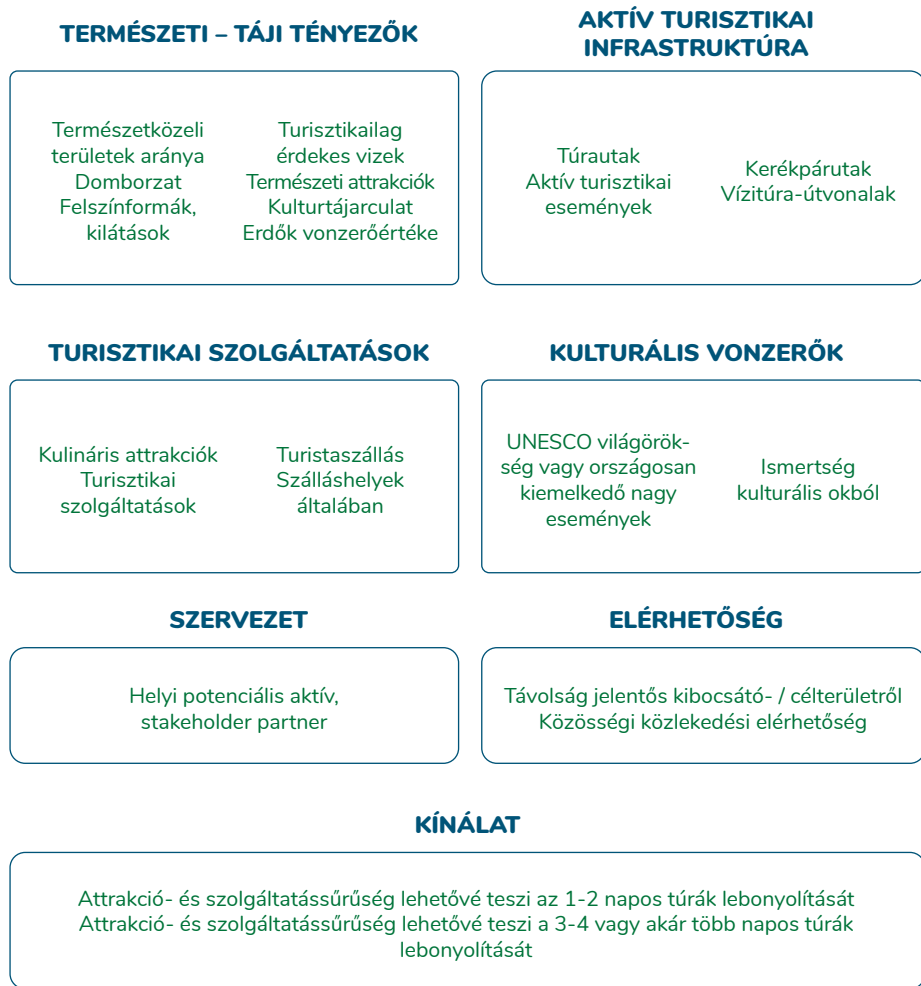 TERMÉSZETI – TÁJI TÉNYEZŐK
Természetközeli
területek aránya
Domborzat
Felszínformák,
kilátások
Turisztikailag
érdekes vizek
Természeti attrakciók
Kulturtájarculat
Erdők vonzerőértéke
AKTÍV TURISZTIKAI
INFRASTRUKTÚRA
Túrautak
Aktív turisztikai
események
Kerékpárutak
Vízitúra-útvonalak
TURISZTIKAI SZOLGÁLTATÁSOK
Kulináris attrakciók
Turisztikai
szolgáltatások
Turistaszállás
Szálláshelyek
általában
KULTURÁLIS VONZERŐK
UNESCO világörök-
ség vagy országosan
kiemelkedő nagy
események
Ismertség
kulturális okból
SZERVEZET
Helyi potenciális aktív,
stakeholder partner
ELÉRHETŐSÉG
Távolság jelentős kibocsátó- / célterületről
Közösségi közlekedési elérhetőség
KÍNÁLAT
Attrakció- és szolgáltatássűrűség lehetővé teszi az 1-2 napos túrák lebonyolítását
Attrakció- és szolgáltatássűrűség lehetővé teszi a 3-4 vagy akár több napos túrák
lebonyolítását